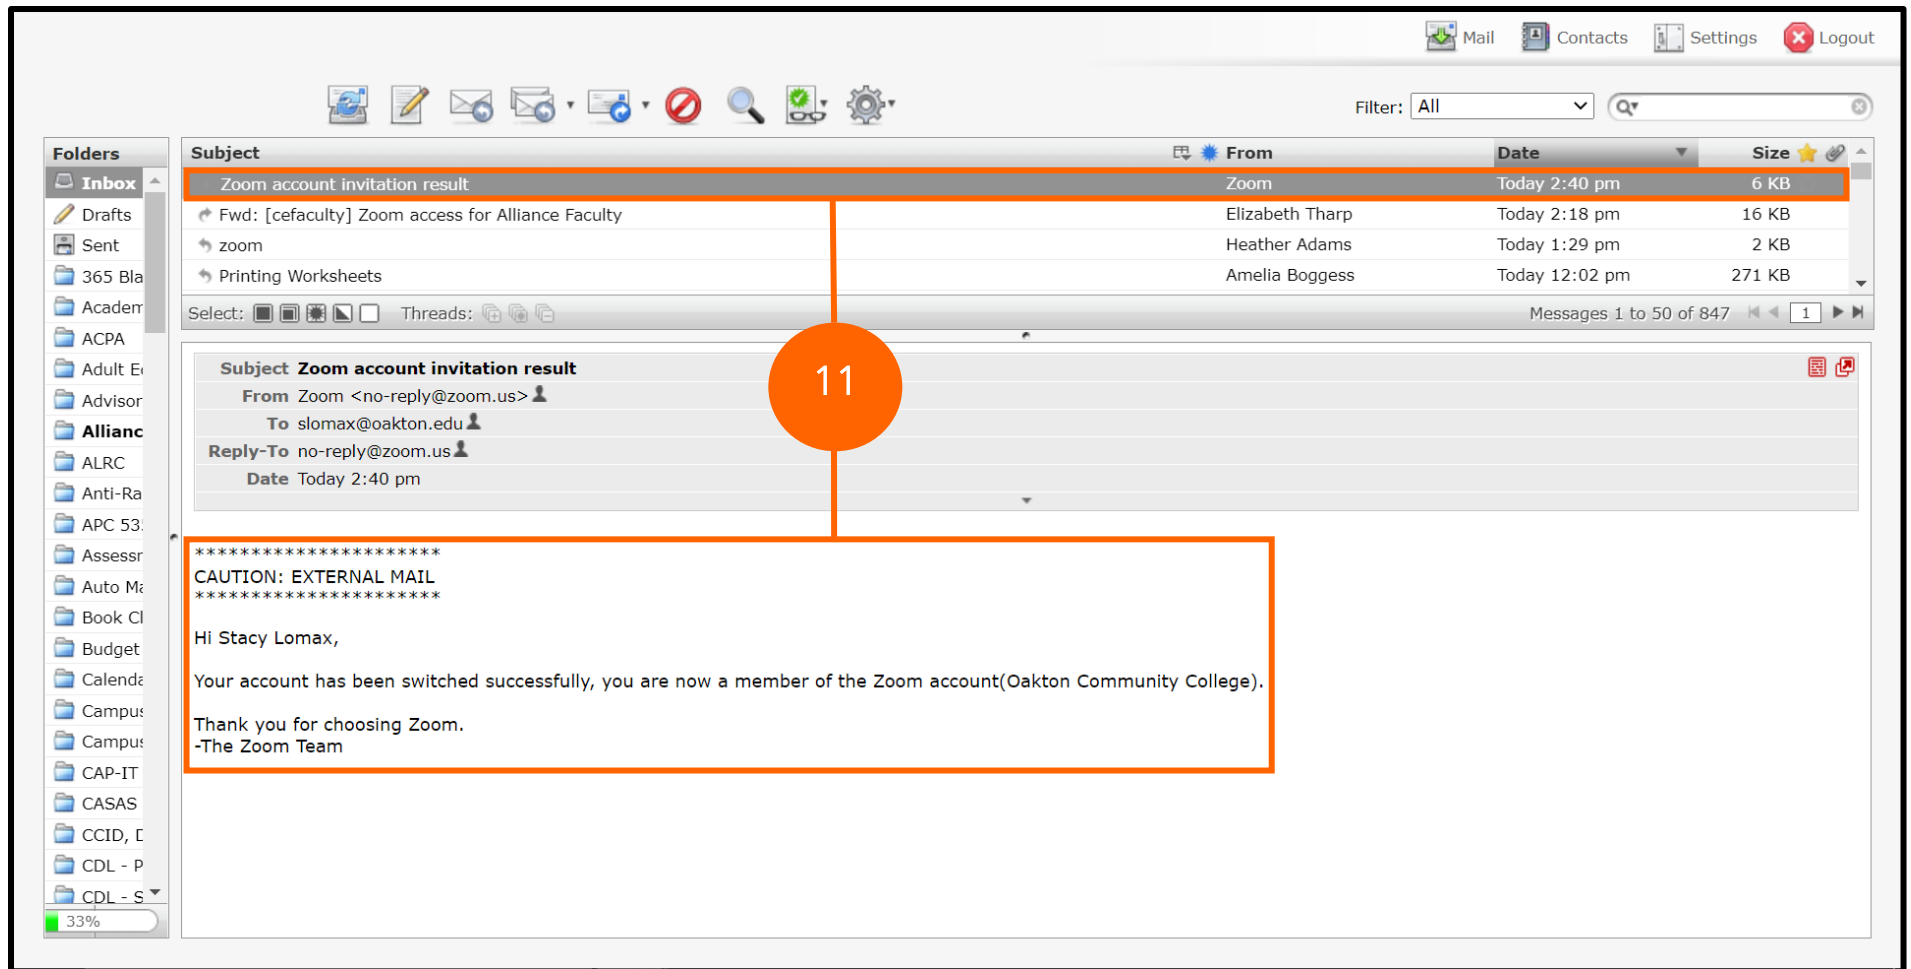 Mail Contacts Settings Logout
Filter: All
Folders
Subject From Date Size
Inbox
Zoom account invitation result Zoom Today 2:40 pm 6 KB
Drafts
Fwd: [cefaculty] Zoom access for Alliance Faculty Elizabeth Tharp Today 2:18 pm 16 KB
Sent
zoom Heather Adams Today 1:29 pm 2 KB
365 Bla
Printing Worksheets Amelia Boggess Today 12:02 pm 271 KB
Academ
Select: Threads: Messages 1 to 50 of 847 1
ACPA
Adult E
Advisor
Allianc
ALRC
Anti-Ra
APC 53
Assessr
Auto Ma
Book Cl
Budget
Calenda
Campus
Campus
CAP-IT
CASAS
CCID, D
CDL - P
CDL - S
33%
Subject Zoom account invitation result
From Zoom <no-reply@zoom.us>
To slomax@oakton.edu
Reply-To no-reply@zoom.us
Date Today 2:40 pm
11
**********************
CAUTION: EXTERNAL MAIL
**********************
Hi Stacy Lomax,
Your account has been switched successfully, you are now a member of the Zoom account(Oakton Community College).
Thank you for choosing Zoom.
-The Zoom Team